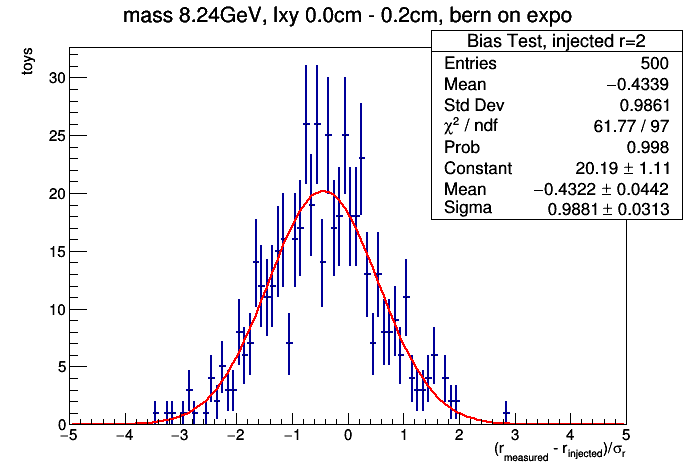 mass 8.24GeV, lxy 0.0cm - 0.2cm, bern on expo
Bias Test, injected r=2
Entries 500
Mean −0.4339
Std Dev 0.9861
χ² / ndf 61.77 / 97
Prob 0.998
Constant 20.19 ± 1.11
Mean −0.4322 ± 0.0442
Sigma 0.9881 ± 0.0313
toys
30
25
20
15
10
5
0
−5 −4 −3 −2 −1 0 1 2 3 4 5
(r_measured - r_injected)/σ_r